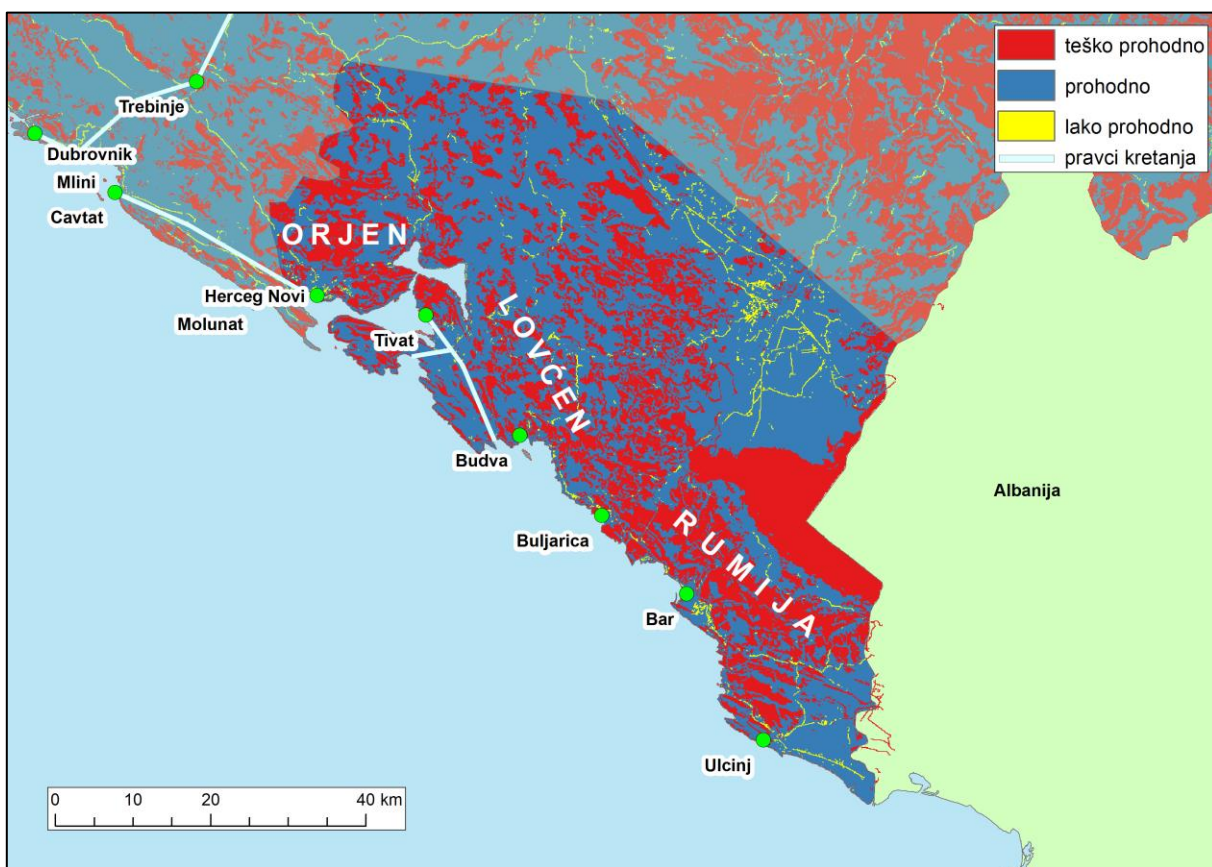 teško prohodno
prohodno
lako prohodno
pravci kretanja
Trebinje
Dubrovnik
Mlini
Cavtat
ORJEN
Herceg Novi
Molunat
LOVĆEN
Tivat
Budva
Albanija
Buljarica
RUMIJA
Bar
Ulcinj
0 10 20 40 km